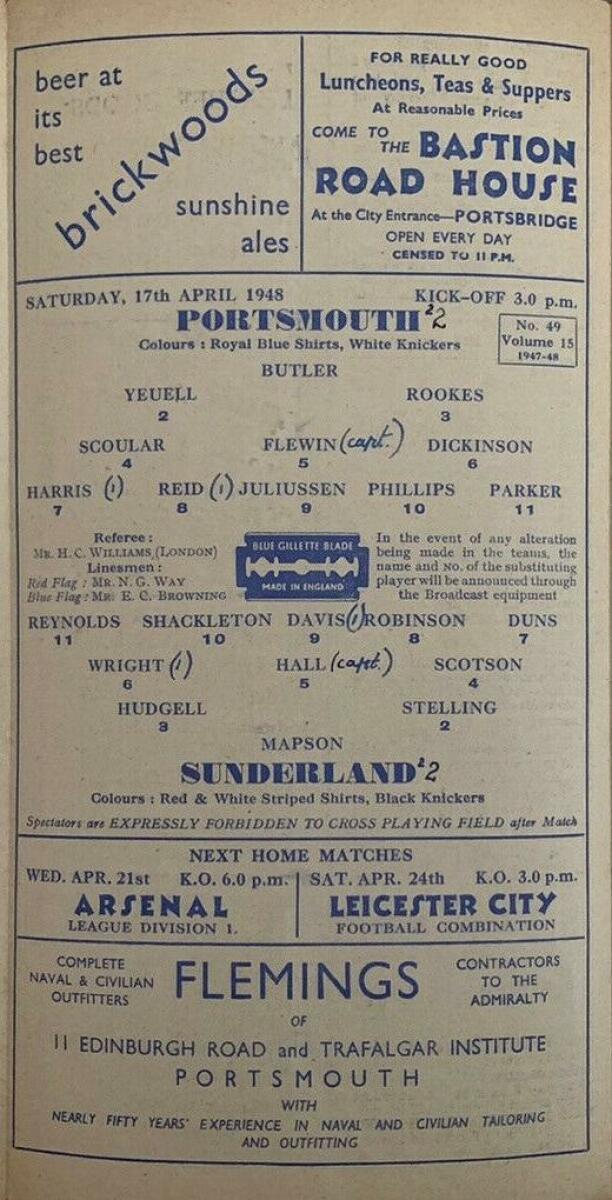 beer at
its
best
brickwoods
sunshine
ales
FOR REALLY GOOD
Luncheons, Teas & Suppers
At Reasonable Prices
COME TO THE BASTION
ROAD HOUSE
At the City Entrance—PORTSBRIDGE
OPEN EVERY DAY
CENSED TO 11 P.M.
SATURDAY, 17th APRIL 1948 KICK-OFF 3.0 p.m.
PORTSMOUTH 2 2
Colours : Royal Blue Shirts, White Knickers
No. 49
Volume 15
1947-48
BUTLER
YEUELL ROOKES
2 3
SCOULAR FLEWIN (capt.) DICKINSON
4 5 6
HARRIS (1) REID (1) JULIUSSEN PHILLIPS PARKER
7 8 9 10 11
Referee :
MR. H. C. WILLIAMS (LONDON)
Linesmen :
Red Flag : MR. N. G. WAY
Blue Flag : MR. E. C. BROWNING
BLUE GILLETTE BLADE
MADE IN ENGLAND
In the event of any alteration
being made in the teams, the
name and NO. of the substituting
player will be announced through
the Broadcast equipment
REYNOLDS SHACKLETON DAVIS (1) ROBINSON DUNS
11 10 9 8 7
WRIGHT (1) HALL (capt.) SCOTSON
6 5 4
HUDGELL STELLING
3 2
MAPSON
SUNDERLAND 2 2
Colours : Red & White Striped Shirts, Black Knickers
Spectators are EXPRESSLY FORBIDDEN TO CROSS PLAYING FIELD after Match
NEXT HOME MATCHES
WED. APR. 21st K.O. 6.0 p.m.
ARSENAL
LEAGUE DIVISION 1.
SAT. APR. 24th K.O. 3.0 p.m.
LEICESTER CITY
FOOTBALL COMBINATION
COMPLETE
NAVAL & CIVILIAN
OUTFITTERS
FLEMINGS
CONTRACTORS
TO THE
ADMIRALTY
OF
11 EDINBURGH ROAD and TRAFALGAR INSTITUTE
PORTSMOUTH
WITH
NEARLY FIFTY YEARS' EXPERIENCE IN NAVAL AND CIVILIAN TAILORING
AND OUTFITTING